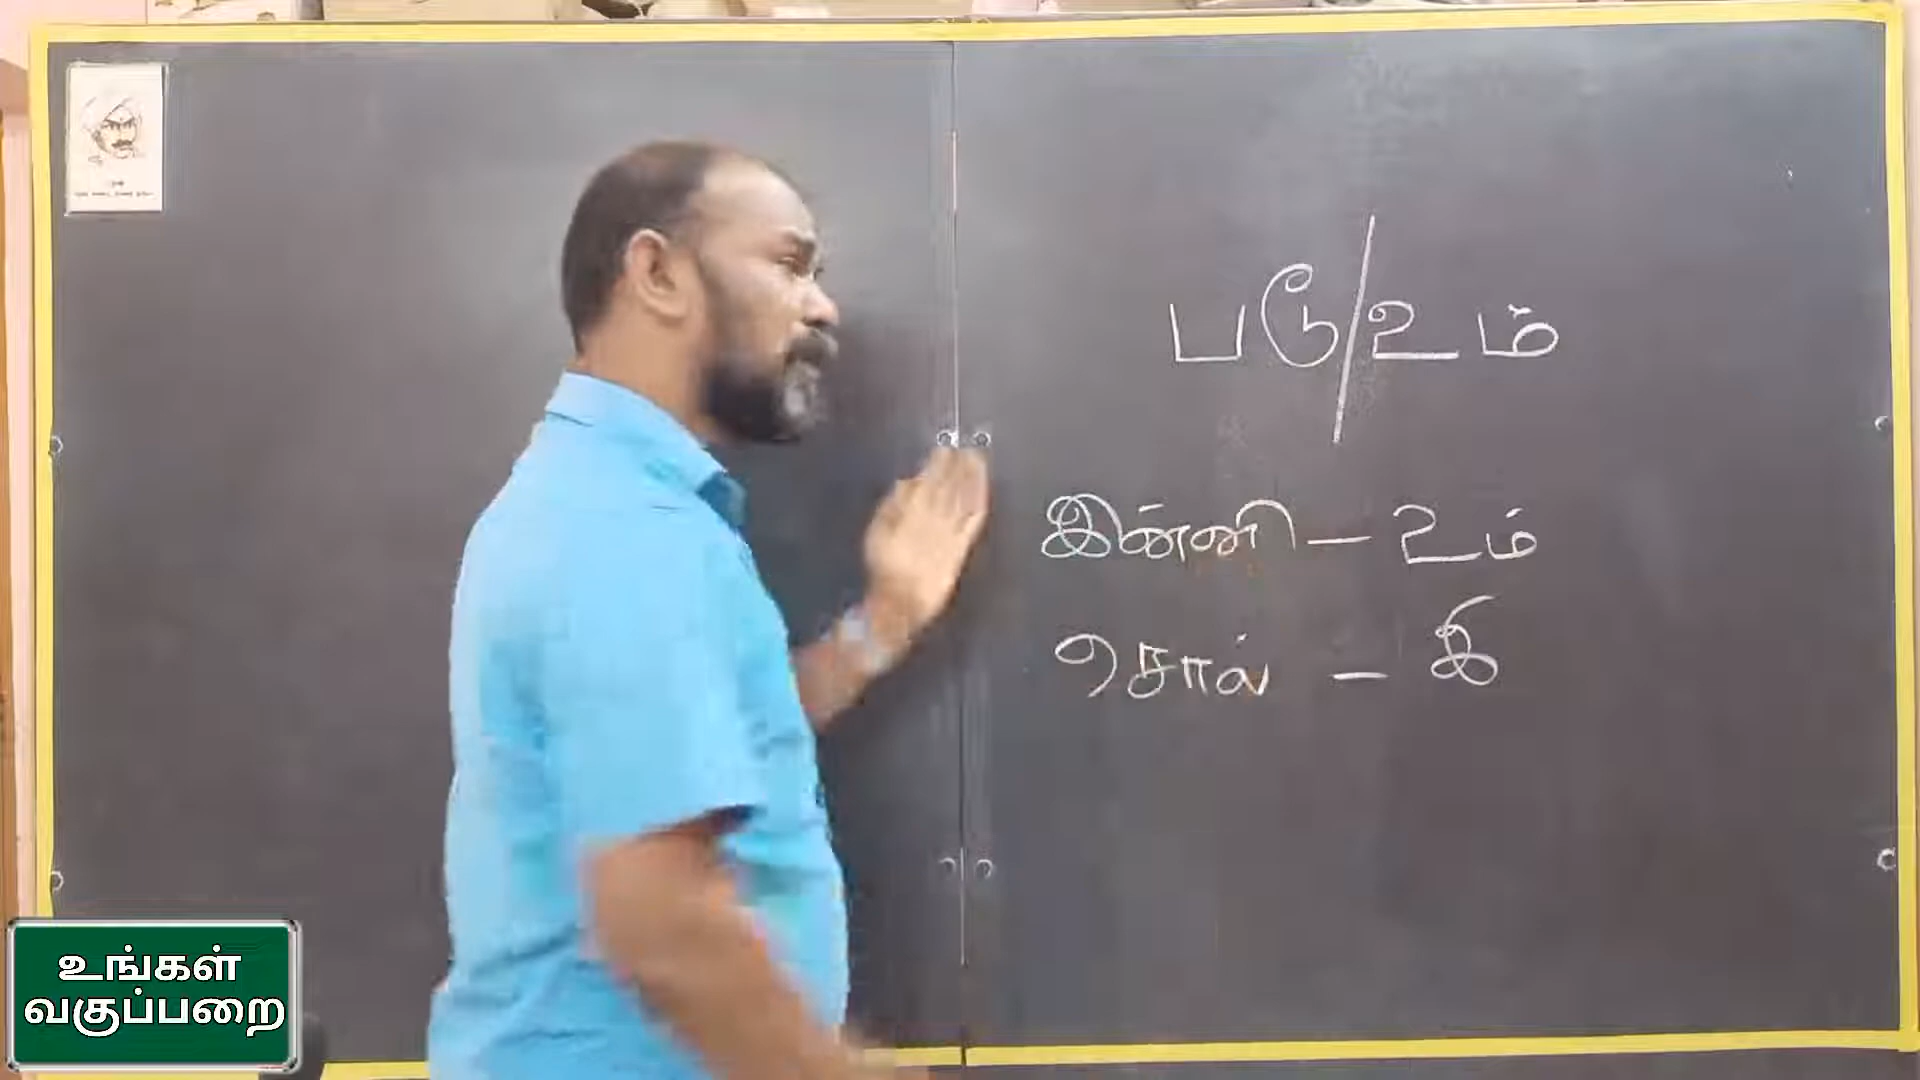 படு/உம்
இன்னி – உம்
சொல் – இ
உங்கள்
வகுப்பறை